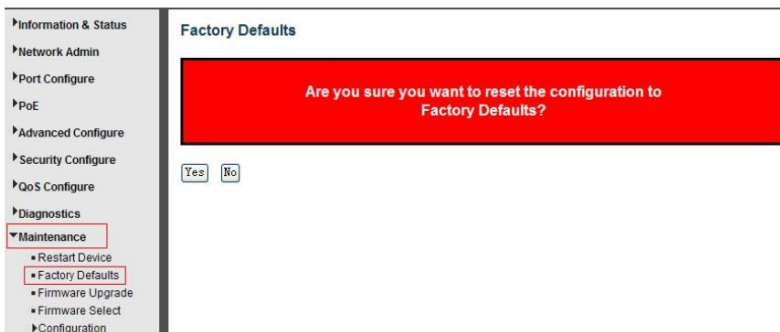 Information & Status
Network Admin
Port Configure
PoE
Advanced Configure
Security Configure
QoS Configure
Diagnostics
Maintenance
Restart Device
Factory Defaults
Firmware Upgrade
Firmware Select
Configuration
Factory Defaults
Are you sure you want to reset the configuration to
Factory Defaults?
Yes No